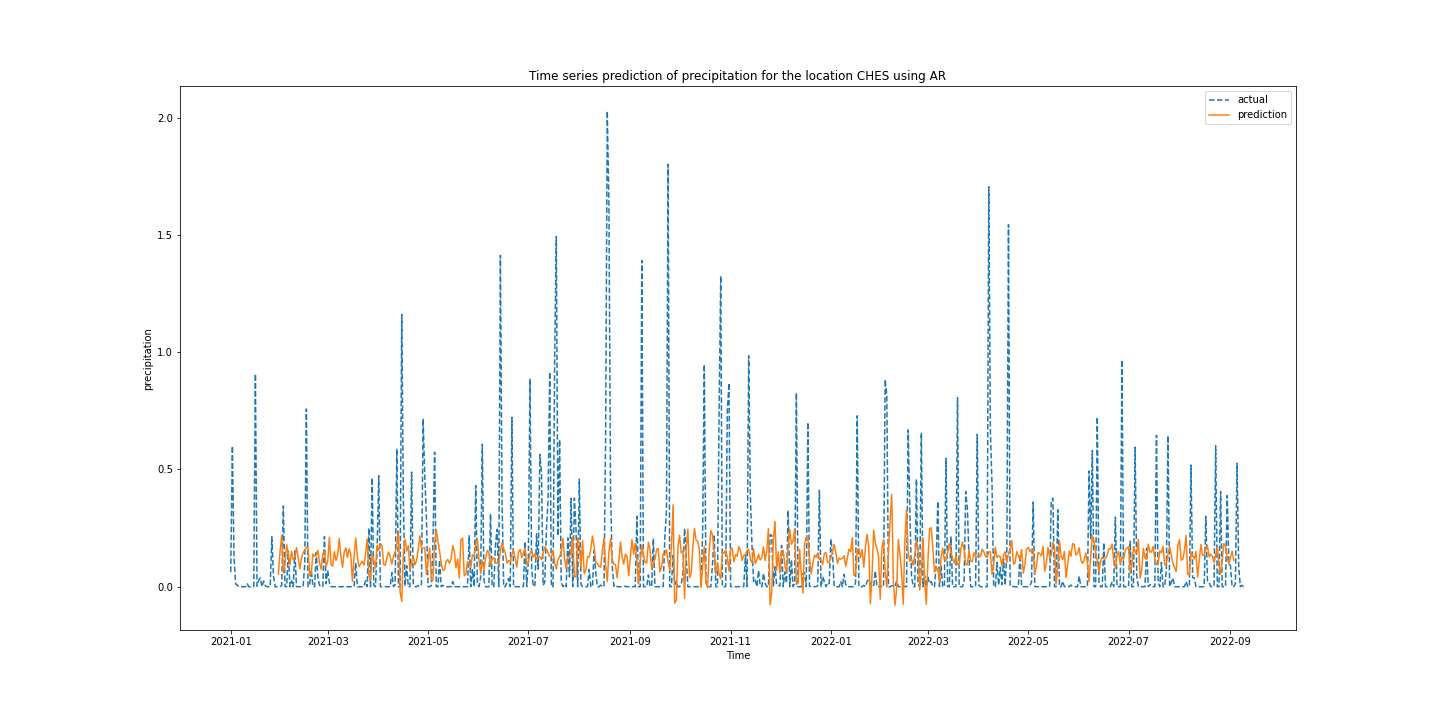 Time series prediction of precipitation for the location CHES using AR
actual
prediction
2.0
1.5
1.0
0.5
0.0
precipitation
2021-01 2021-03 2021-05 2021-07 2021-09 2021-11 2022-01 2022-03 2022-05 2022-07 2022-09
Time